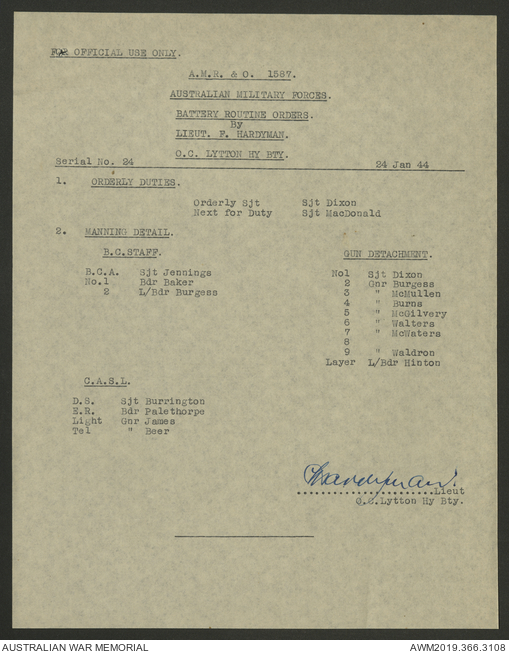 FOR OFFICIAL USE ONLY.
A.M.R. & O. 1587.
AUSTRALIAN MILITARY FORCES.
BATTERY ROUTINE ORDERS.
By
LIEUT. F. HARDYMAN.
O.C. LYTTON HY BTY.
Serial No. 24 24 Jan 44
1. ORDERLY DUTIES.
Orderly Sjt Sjt Dixon
Next for Duty Sjt MacDonald
2. MANNING DETAIL.
B.C.STAFF.
B.C.A. Sjt Jennings
No.1 Bdr Baker
2 L/Bdr Burgess
GUN DETACHMENT.
No1 Sjt Dixon
2 Gnr Burgess
3 " McMullen
4 " Burns
5 " McGilvery
6 " Walters
7 " McWaters
8
9 " Waldron
Layer L/Bdr Hinton
C.A.S.L.
D.S. Sjt Burrington
E.R. Bdr Palethorpe
Light Gnr James
Tel " Beer
Hardyman.
Lieut
O.C.Lytton Hy Bty.
AUSTRALIAN WAR MEMORIAL AWM2019.366.3108